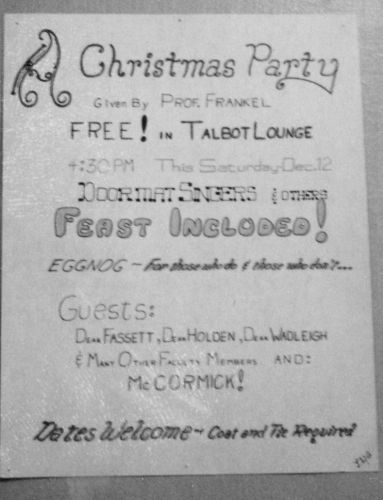 A Christmas Party
Given By Prof. Frankel
FREE! in Talbot Lounge
4:30PM This Saturday-Dec.12
Doormat Singers & others
Feast Included!
EGGNOG ~ For those who do & those who don't...
Guests:
Dean Fassett, Dean Holden, Dean Wadleigh
& Many Other Faculty Members AND:
McCormick!
Dates Welcome ~ Coat and Tie Required